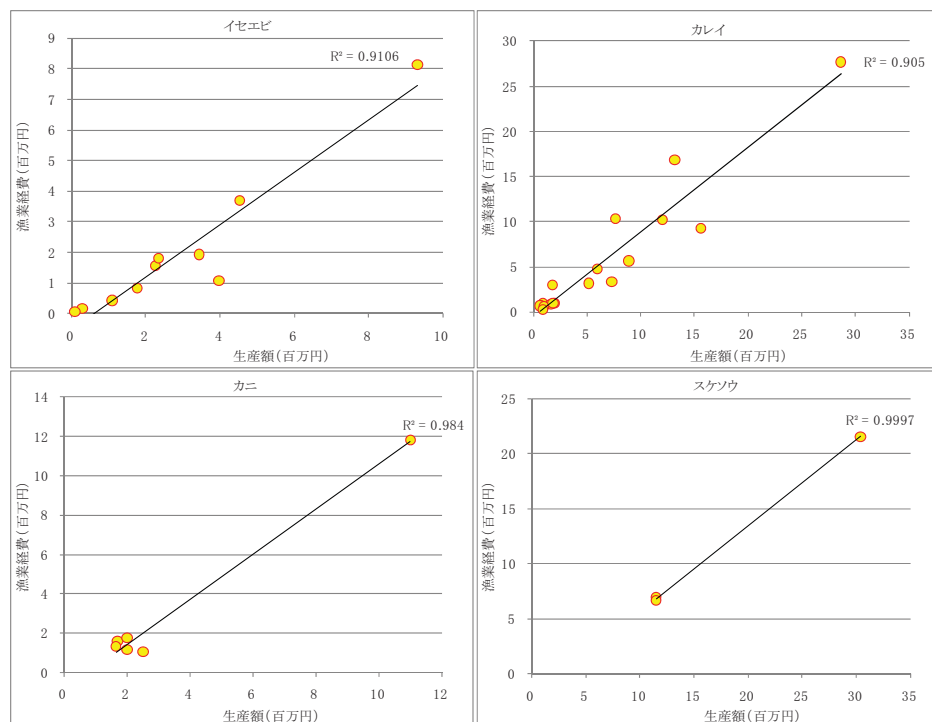 イセエビ
R² = 0.9106
漁業経費(百万円)
9
8
7
6
5
4
3
2
1
0
0 2 4 6 8 10
生産額(百万円)
カレイ
R² = 0.905
漁業経費(百万円)
30
25
20
15
10
5
0
0 5 10 15 20 25 30 35
生産額(百万円)
カニ
R² = 0.984
漁業経費(百万円)
14
12
10
8
6
4
2
0
0 2 4 6 8 10 12
生産額(百万円)
スケソウ
R² = 0.9997
漁業経費(百万円)
25
20
15
10
5
0
0 5 10 15 20 25 30 35
生産額(百万円)